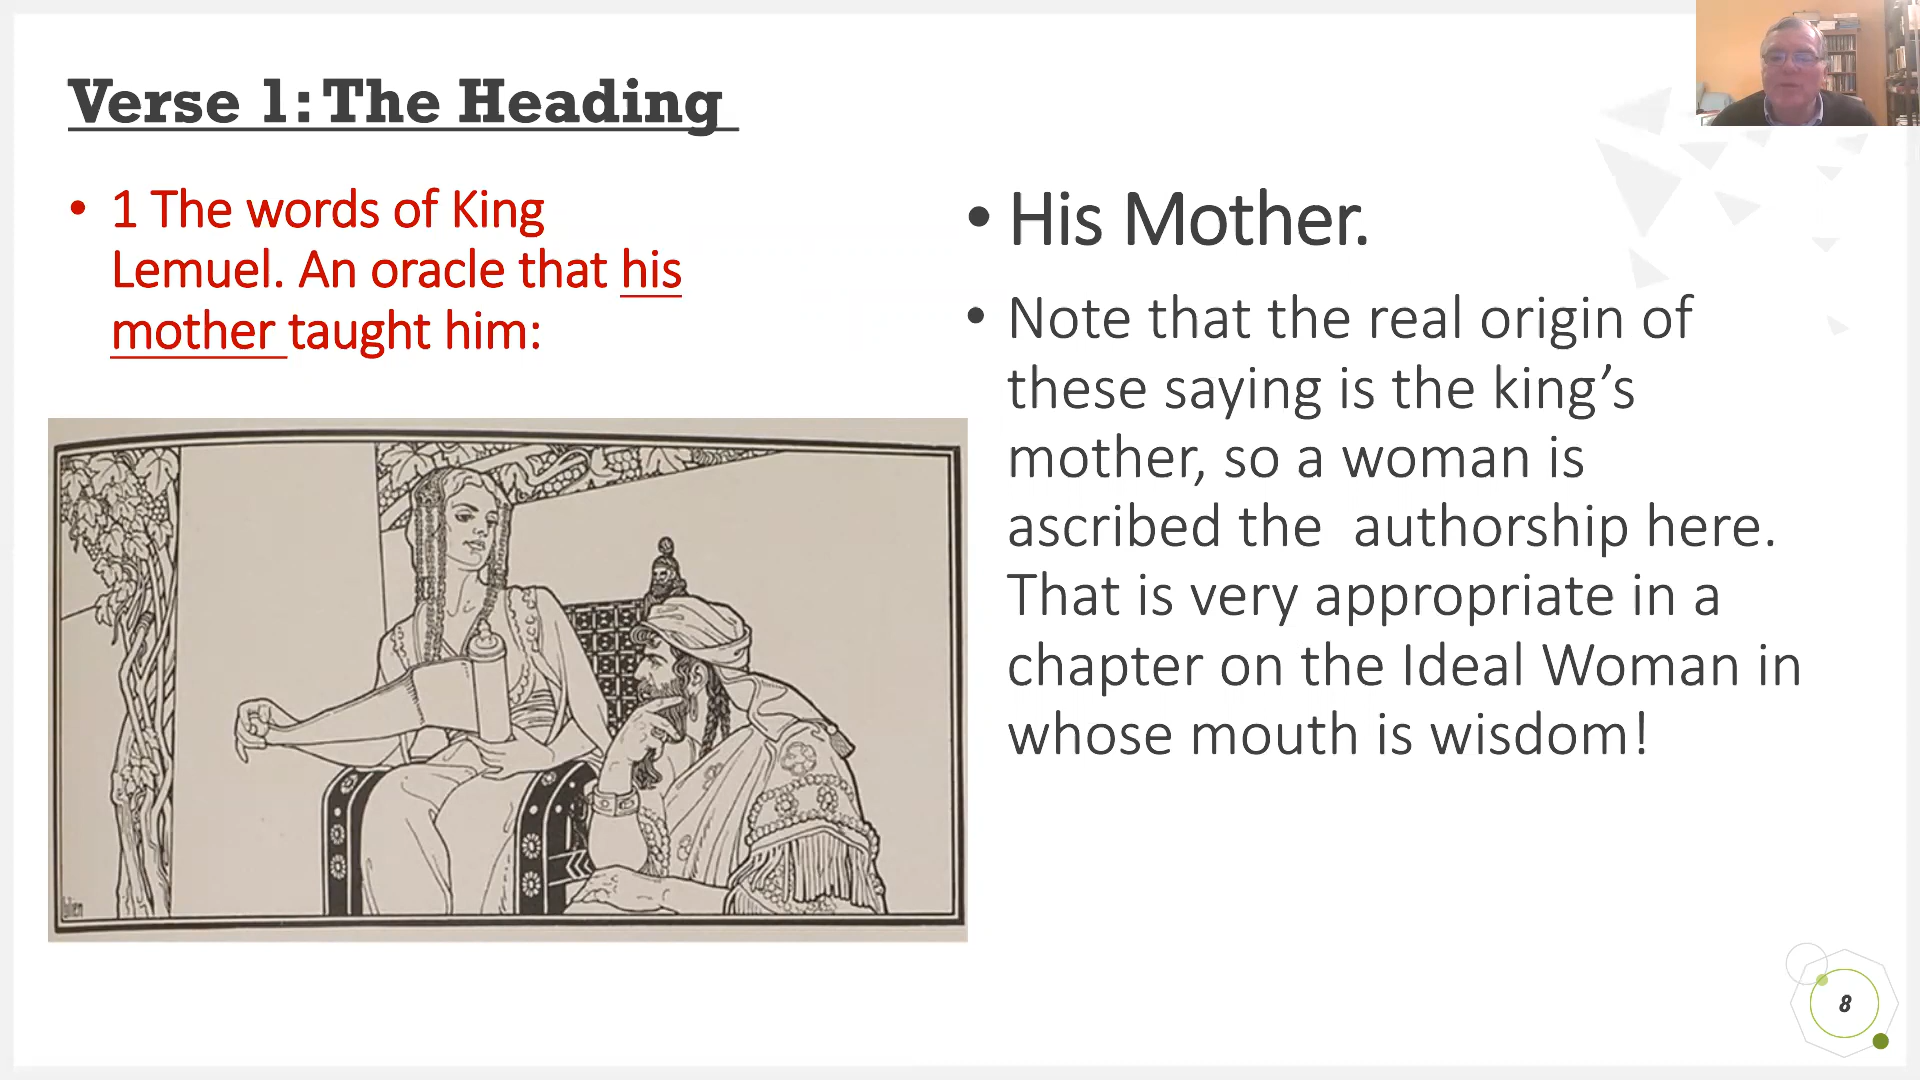 Verse 1: The Heading
• 1 The words of King
Lemuel. An oracle that his
mother taught him:
• His Mother.
• Note that the real origin of
these saying is the king’s
mother, so a woman is
ascribed the  authorship here.
That is very appropriate in a
chapter on the Ideal Woman in
whose mouth is wisdom!
8